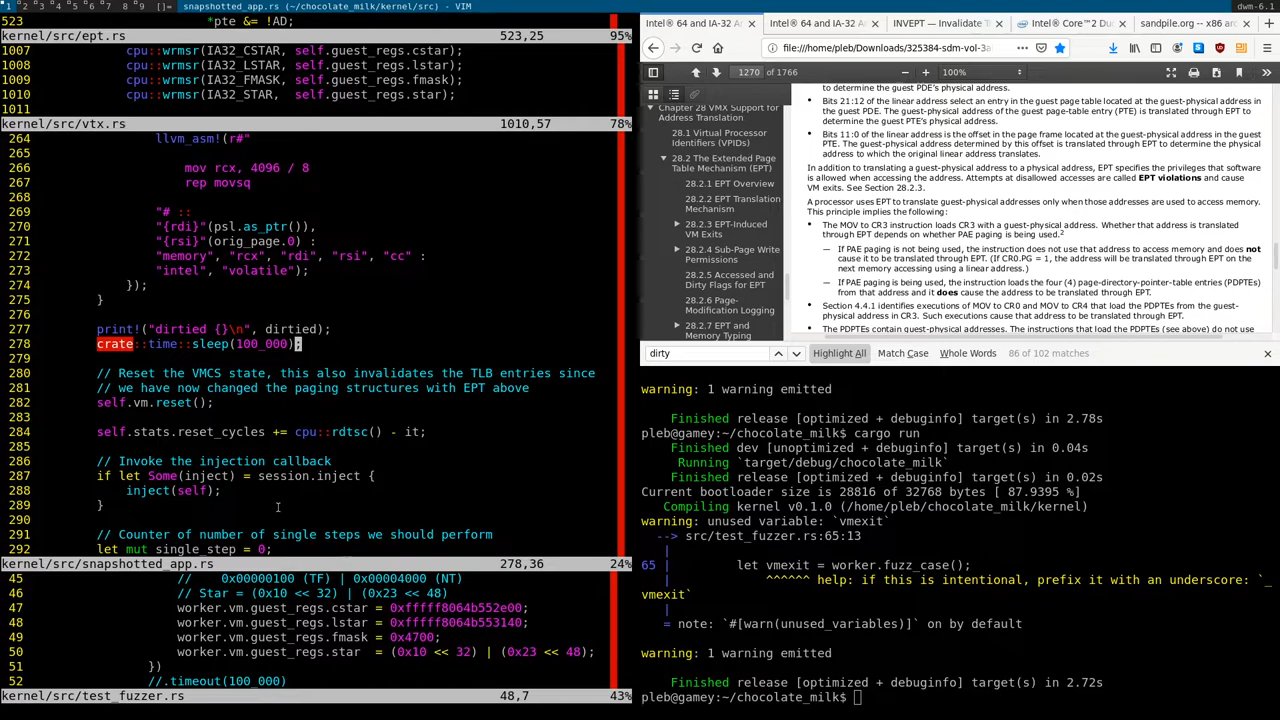 1 2 3 4 5 6 7 8 9 []= snapshotted_app.rs (~/chocolate_milk/kernel/src) - VIM
dwm-6.1
523 *pte &= !AD;
kernel/src/ept.rs 523,25 95%
1007 cpu::wrmsr(IA32_CSTAR, self.guest_regs.cstar);
1008 cpu::wrmsr(IA32_LSTAR, self.guest_regs.lstar);
1009 cpu::wrmsr(IA32_FMASK, self.guest_regs.fmask);
1010 cpu::wrmsr(IA32_STAR, self.guest_regs.star);
1011
kernel/src/vtx.rs 1010,57 78%
264 llvm_asm!(r#"
265
266 mov rcx, 4096 / 8
267 rep movsq
268
269 "# ::
270 "{rdi}"(psl.as_ptr()),
271 "{rsi}"(orig_page.0) :
272 "memory", "rcx", "rdi", "rsi", "cc" :
273 "intel", "volatile");
274 });
275 }
276
277 print!("dirtied {}\n", dirtied);
278 crate::time::sleep(100_000);
279
280 // Reset the VMCS state, this also invalidates the TLB entries since
281 // we have now changed the paging structures with EPT above
282 self.vm.reset();
283
284 self.stats.reset_cycles += cpu::rdtsc() - it;
285
286 // Invoke the injection callback
287 if let Some(inject) = session.inject {
288 inject(self);
289 }
290
291 // Counter of number of single steps we should perform
292 let mut single_step = 0;
kernel/src/snapshotted_app.rs 278,36 24%
45 // 0x00000100 (TF) | 0x00004000 (NT)
46 // Star = (0x10 << 32) | (0x23 << 48)
47 worker.vm.guest_regs.cstar = 0xfffff8064b552e00;
48 worker.vm.guest_regs.lstar = 0xfffff8064b553140;
49 worker.vm.guest_regs.fmask = 0x4700;
50 worker.vm.guest_regs.star = (0x10 << 32) | (0x23 << 48);
51 })
52 //.timeout(100_000)
kernel/src/test_fuzzer.rs 48,7 43%
Intel® 64 and IA-32 A
Intel® 64 and IA-32 A
INVEPT — Invalidate T
Intel® Core™2 Du
sandpile.org -- x86 ar
file:///home/pleb/Downloads/325384-sdm-vol-3a
1270 of 1766
100%
Chapter 28 VMX Support for Address Translation
28.1 Virtual Processor
Identifiers (VPIDs)
28.2 The Extended Page
Table Mechanism (EPT)
28.2.1 EPT Overview
28.2.2 EPT Translation
Mechanism
28.2.3 EPT-Induced
VM Exits
28.2.4 Sub-Page Write
Permissions
28.2.5 Accessed and
Dirty Flags for EPT
28.2.6 Page-
Modification Logging
28.2.7 EPT and
Memory Typing
to determine the guest PDE's physical address.
• Bits 21:12 of the linear address select an entry in the guest page table located at the guest-physical address in
the guest PDE. The guest-physical address of the guest page-table entry (PTE) is translated through EPT to
determine the guest PTE's physical address.
• Bits 11:0 of the linear address is the offset in the page frame located at the guest-physical address in the guest
PTE. The guest-physical address determined by this offset is translated through EPT to determine the physical
address to which the original linear address translates.
In addition to translating a guest-physical address to a physical address, EPT specifies the privileges that software
is allowed when accessing the address. Attempts at disallowed accesses are called EPT violations and cause
VM exits. See Section 28.2.3.
A processor uses EPT to translate guest-physical addresses only when those addresses are used to access memory.
This principle implies the following:
• The MOV to CR3 instruction loads CR3 with a guest-physical address. Whether that address is translated
through EPT depends on whether PAE paging is being used.2
— If PAE paging is not being used, the instruction does not use that address to access memory and does not
cause it to be translated through EPT. (If CR0.PG = 1, the address will be translated through EPT on the
next memory accessing using a linear address.)
— If PAE paging is being used, the instruction loads the four (4) page-directory-pointer-table entries (PDPTEs)
from that address and it does cause the address to be translated through EPT.
• Section 4.4.1 identifies executions of MOV to CR0 and MOV to CR4 that load the PDPTEs from the guest-
physical address in CR3. Such executions cause that address to be translated through EPT.
• The PDPTEs contain guest-physical addresses. The instructions that load the PDPTEs (see above) do not use
dirty Highlight All Match Case Whole Words 86 of 102 matches
warning: 1 warning emitted
Finished release [optimized + debuginfo] target(s) in 2.78s
pleb@gamey:~/chocolate_milk$ cargo run
Finished dev [unoptimized + debuginfo] target(s) in 0.04s
Running `target/debug/chocolate_milk`
Finished release [optimized + debuginfo] target(s) in 0.02s
Current bootloader size is 28816 of 32768 bytes [ 87.9395 %]
Compiling kernel v0.1.0 (/home/pleb/chocolate_milk/kernel)
warning: unused variable: `vmexit`
--> src/test_fuzzer.rs:65:13
|
65 | let vmexit = worker.fuzz_case();
| ^^^^^^ help: if this is intentional, prefix it with an underscore: `_
vmexit`
|
= note: `#[warn(unused_variables)]` on by default
warning: 1 warning emitted
Finished release [optimized + debuginfo] target(s) in 2.72s
pleb@gamey:~/chocolate_milk$